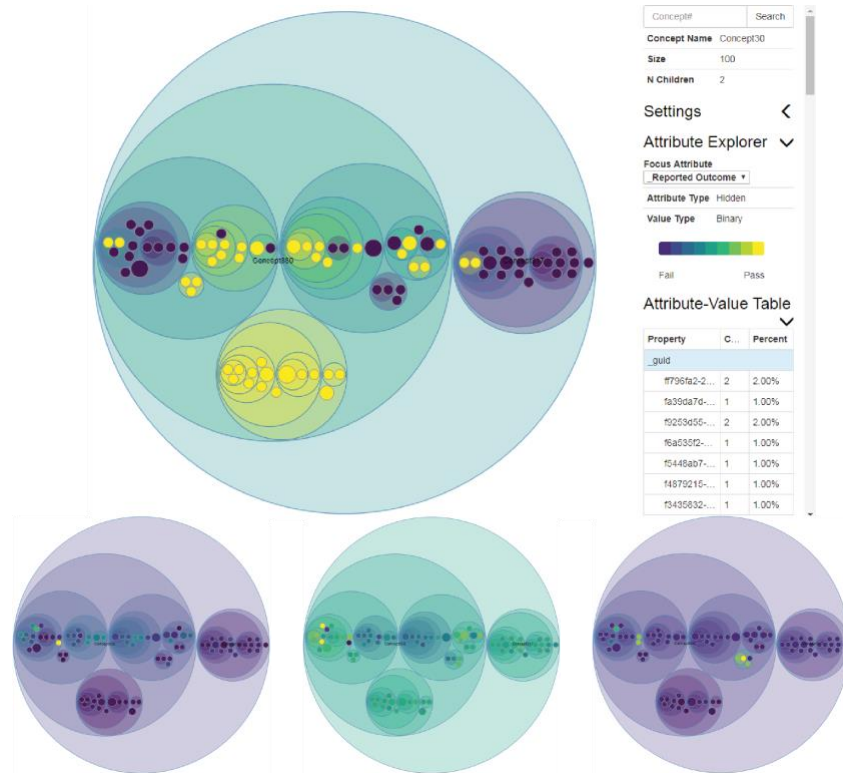 Concept# Search
Concept Name Concept30
Size 100
N Children 2
Settings
Attribute Explorer
Focus Attribute
_Reported Outcome
Attribute Type Hidden
Value Type Binary
Fail Pass
Attribute-Value Table
Property C... Percent
_guid
ff796fa2-2... 2 2.00%
fa39da7d-... 1 1.00%
f9253d55-... 2 2.00%
f6a535f2-... 1 1.00%
f5448ab7-... 1 1.00%
f4879215-... 1 1.00%
f3435832-... 1 1.00%